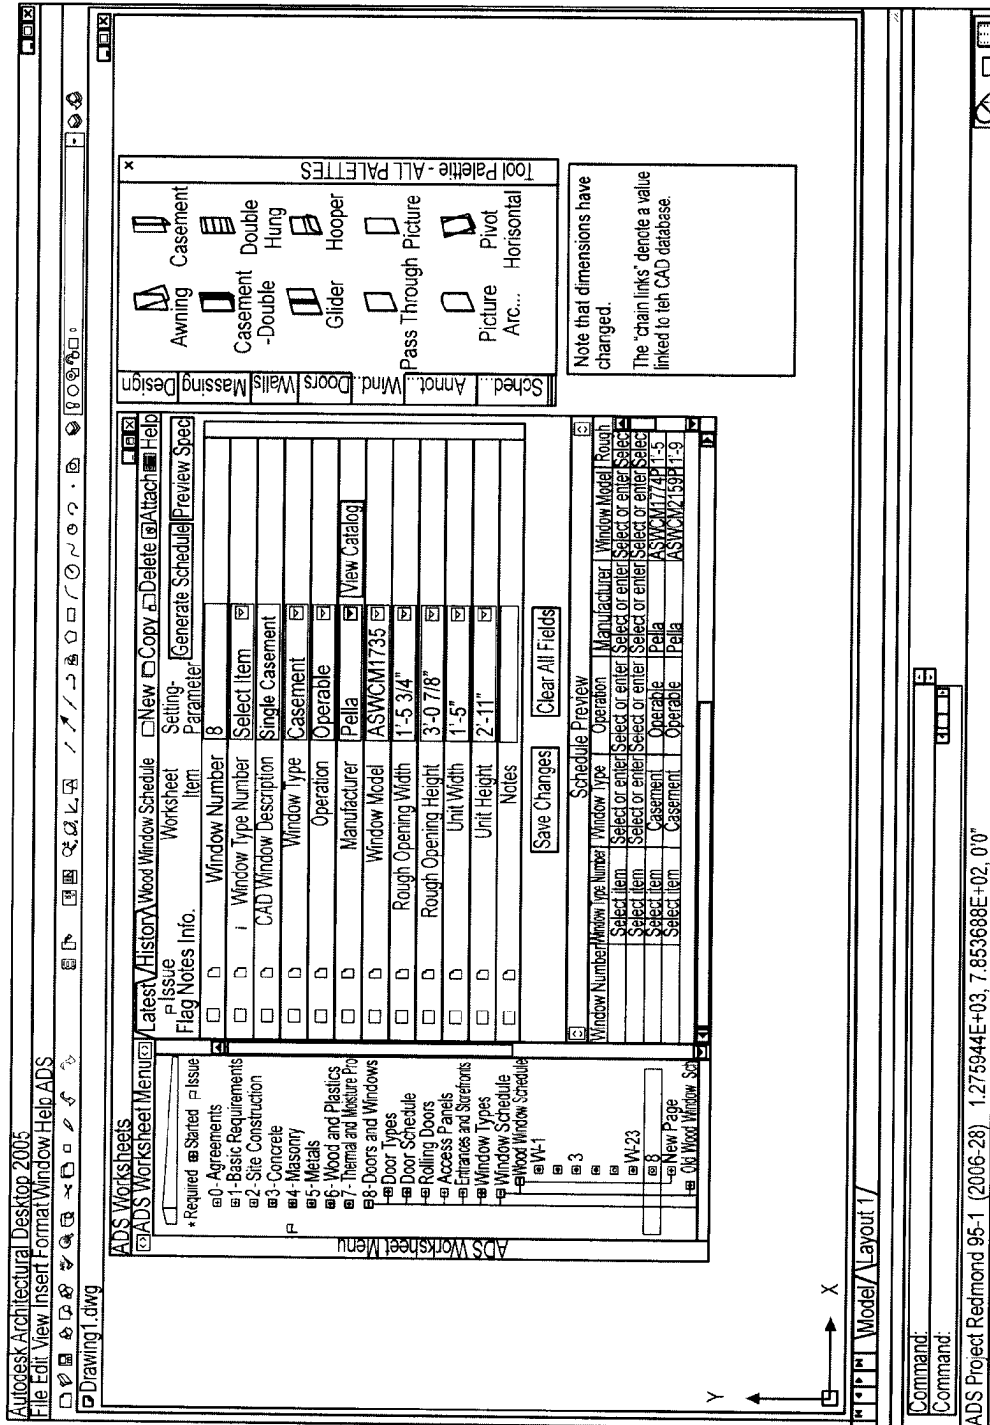 Autodesk Architectural Desktop 2005
File Edit View Insert Format Window Help ADS
Drawing1.dwg
ADS Worksheets
ADS Worksheet Menu
*Required Started Issue
0-Agreements
1-Basic Requirements
2-Site Construction
3-Concrete
4-Masonry
5-Metals
6-Wood and Plastics
7-Thermal and Moisture Pro
8-Doors and Windows
Door Types
Door Schedule
Rolling Doors
Access Panels
Entrances and Storefronts
Window Types
Window Schedule
Wood Window Schedule
W-1
3
W-23
8
New Page
Old Wood Window Sch
ADS Worksheet Menu
Latest History Wood Window Schedule New Copy Delete Attach Help
Issue Worksheet Setting-
Flag Notes Info. Item Parameter Generate Schedule Preview Spec
Window Number 8
i Window Type Number Select Item
CAD Window Description Single Casement
Window Type Casement
Operation Operable
Manufacturer Pella View Catalog
Window Model ASWCM1735
Rough Opening Width 1'-5 3/4"
Rough Opening Height 3'-0 7/8"
Unit Width 1'-5"
Unit Height 2'-11"
Notes
Save Changes Clear All Fields
Schedule Preview
Window Number Window Type Number Window Type Operation Manufacturer Window Model Rough
Select item Select or enter Select or enter Select or enter Select or enter Selec
Select item Select or enter Select or enter Select or enter Select or enter Selec
Select item Casement Operable Pella ASWCM1774P 1'-5
Select item Casement Operable Pella ASWCM2159P 1'-9
Design
Massing
Walls
Doors
Wind...
Annot...
Sched...
Awning Casement
Casement -Double Double Hung
Glider Hooper
Pass Through Picture
Picture Arc... Pivot Horisontal
Tool Palettie - ALL PALETTES
Note that dimensions have
changed.
The "chain links" denote a value
linked to teh CAD database.
Y
X
Model Layout 1
Command:
Command:
ADS Project Redmond 95-1 (2006-28) 1.275944E+03, 7.853688E+02, 0'0"